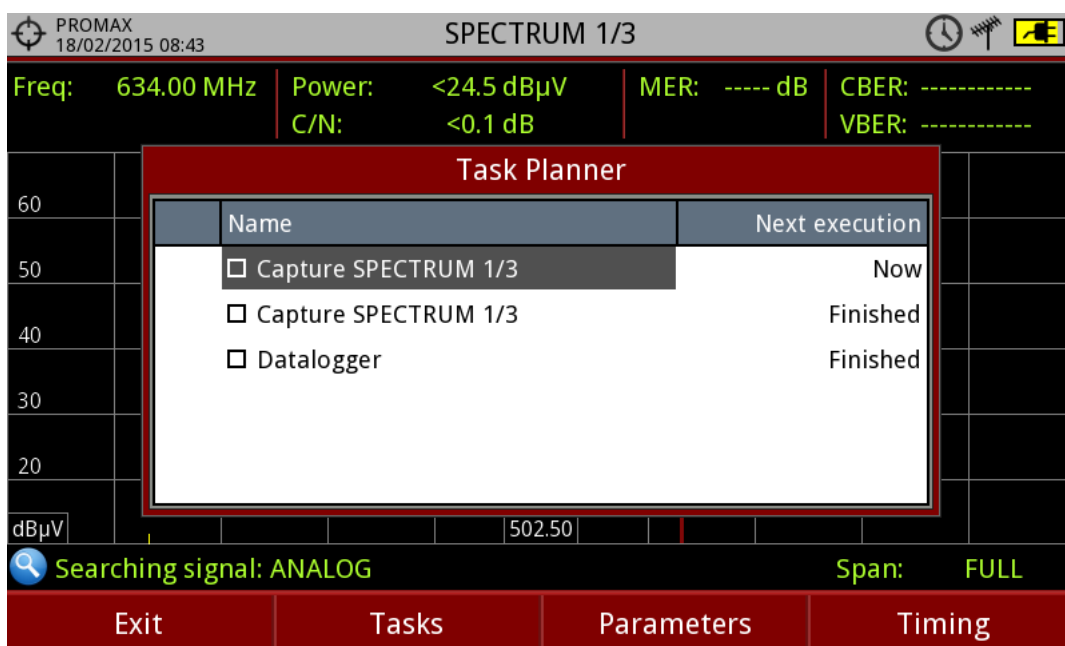 PROMAX
18/02/2015 08:43
SPECTRUM 1/3
Freq: 634.00 MHz Power: <24.5 dBµV MER: ----- dB CBER: ------------
C/N: <0.1 dB VBER: ------------
Task Planner
Name Next execution
Capture SPECTRUM 1/3 Now
Capture SPECTRUM 1/3 Finished
Datalogger Finished
60
50
40
30
20
dBµV 502.50
Searching signal: ANALOG Span: FULL
Exit Tasks Parameters Timing